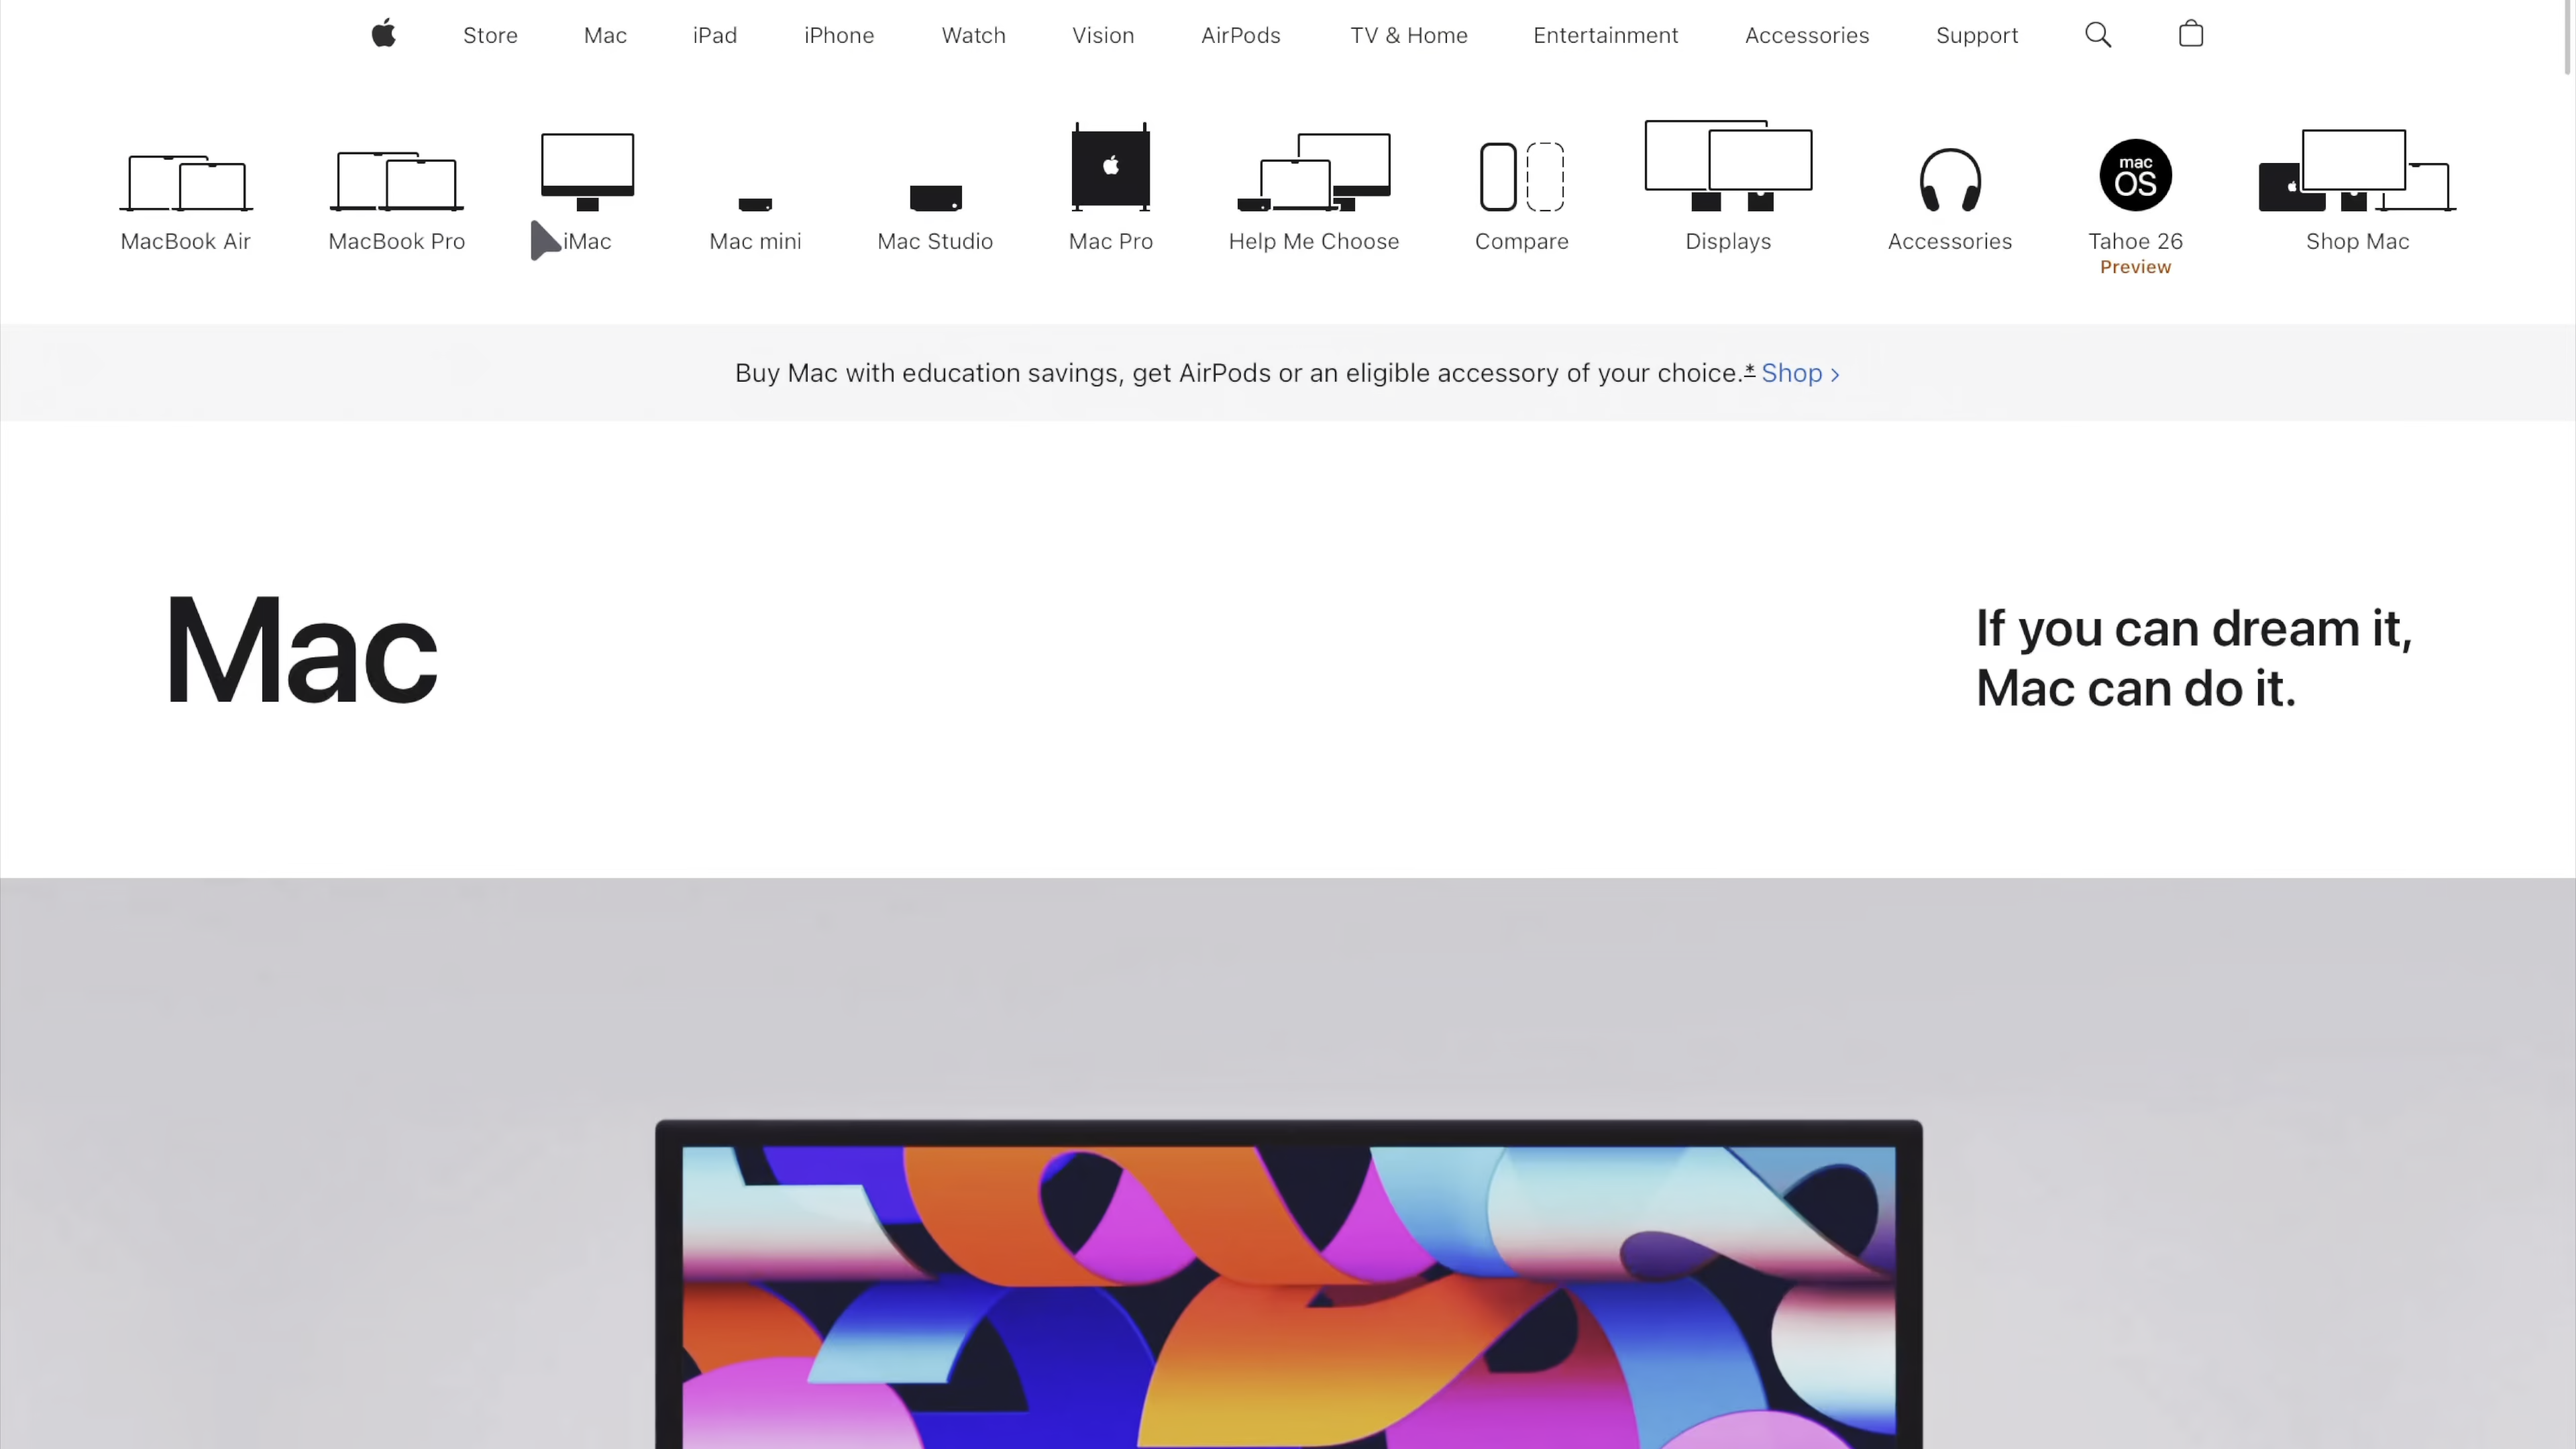 Store Mac iPad iPhone Watch Vision AirPods TV & Home Entertainment Accessories Support
mac
OS
MacBook Air MacBook Pro iMac Mac mini Mac Studio Mac Pro Help Me Choose Compare Displays Accessories Tahoe 26 Shop Mac
Preview
Buy Mac with education savings, get AirPods or an eligible accessory of your choice.* Shop >
Mac
If you can dream it,
Mac can do it.